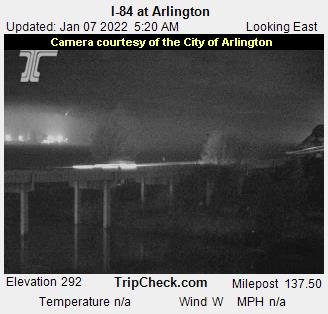 I-84 at Arlington
Updated: Jan 07 2022 5:20 AM Looking East
Camera courtesy of the City of Arlington
Elevation 292 TripCheck.com Milepost 137.50
Temperature n/a Wind W MPH n/a